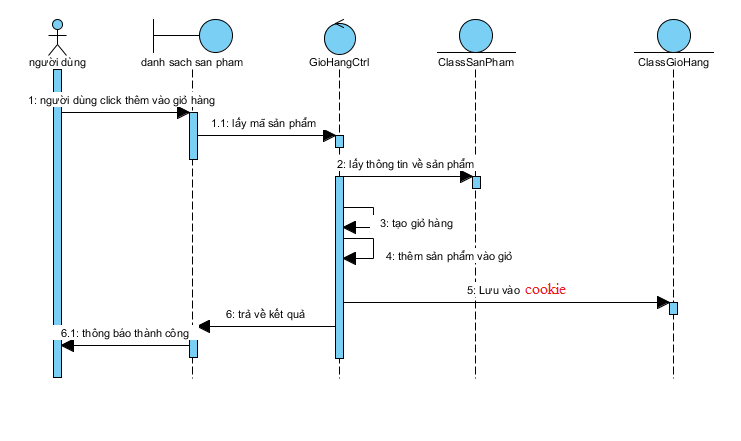 người dùng
danh sach san pham
GioHangCtrl
ClassSanPham
ClassGioHang
1: người dùng click thêm vào giỏ hàng
1.1: lấy mã sản phẩm
2: lấy thông tin về sản phẩm
3: tạo giỏ hàng
4: thêm sản phẩm vào giỏ
5: Lưu vào cookie
6: trả về kết quả
6.1: thông báo thành công